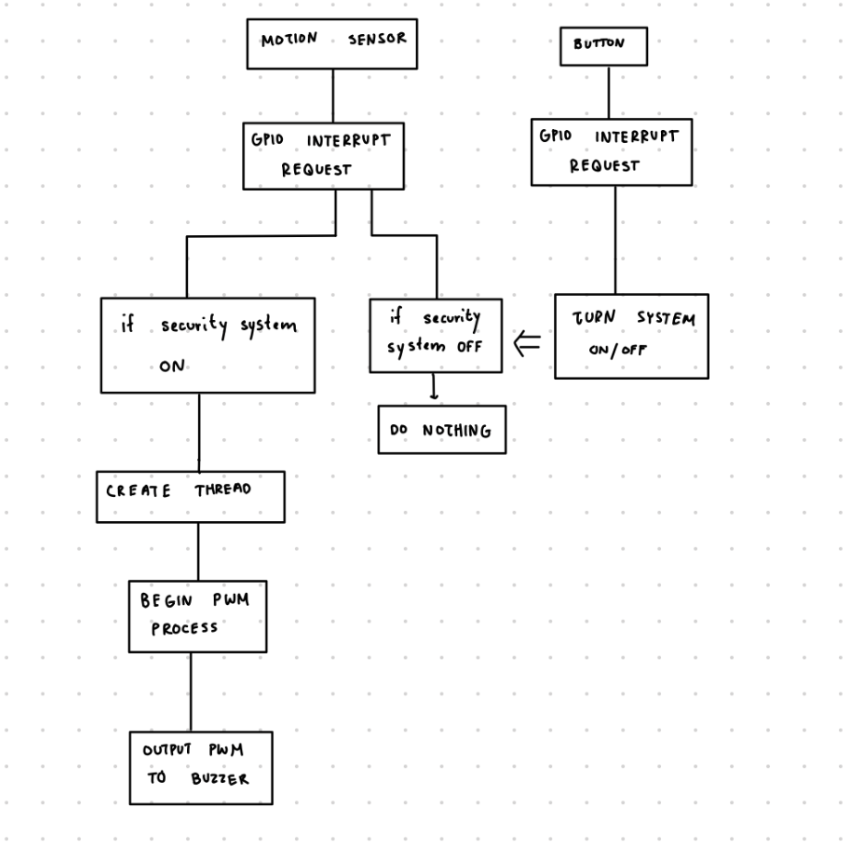 MOTION SENSOR
BUTTON
GPIO INTERRUPT
REQUEST
GPIO INTERRUPT
REQUEST
if security system
ON
if security
system OFF
TURN SYSTEM
ON/OFF
DO NOTHING
CREATE THREAD
BEGIN PWM
PROCESS
OUTPUT PWM
TO BUZZER